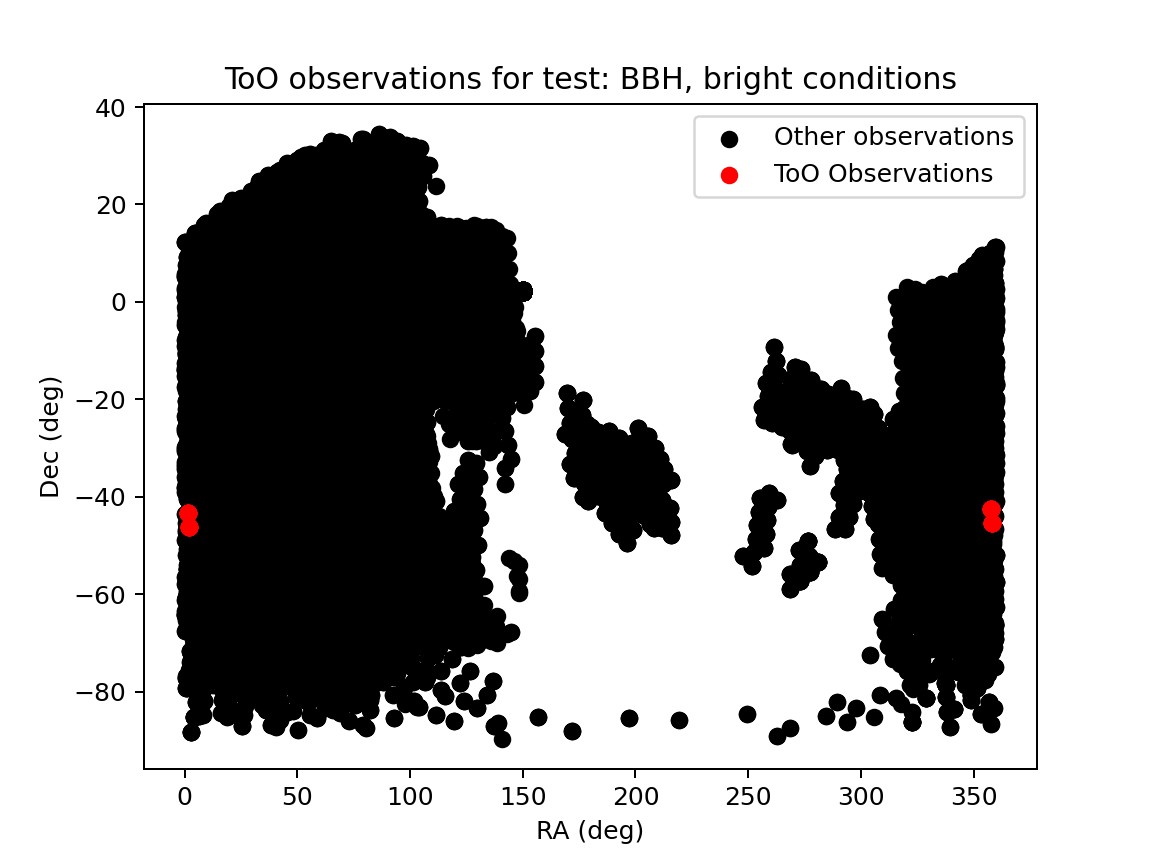 ToO observations for test: BBH, bright conditions
Other observations
ToO Observations
40
20
0
−20
−40
−60
−80
Dec (deg)
0 50 100 150 200 250 300 350
RA (deg)